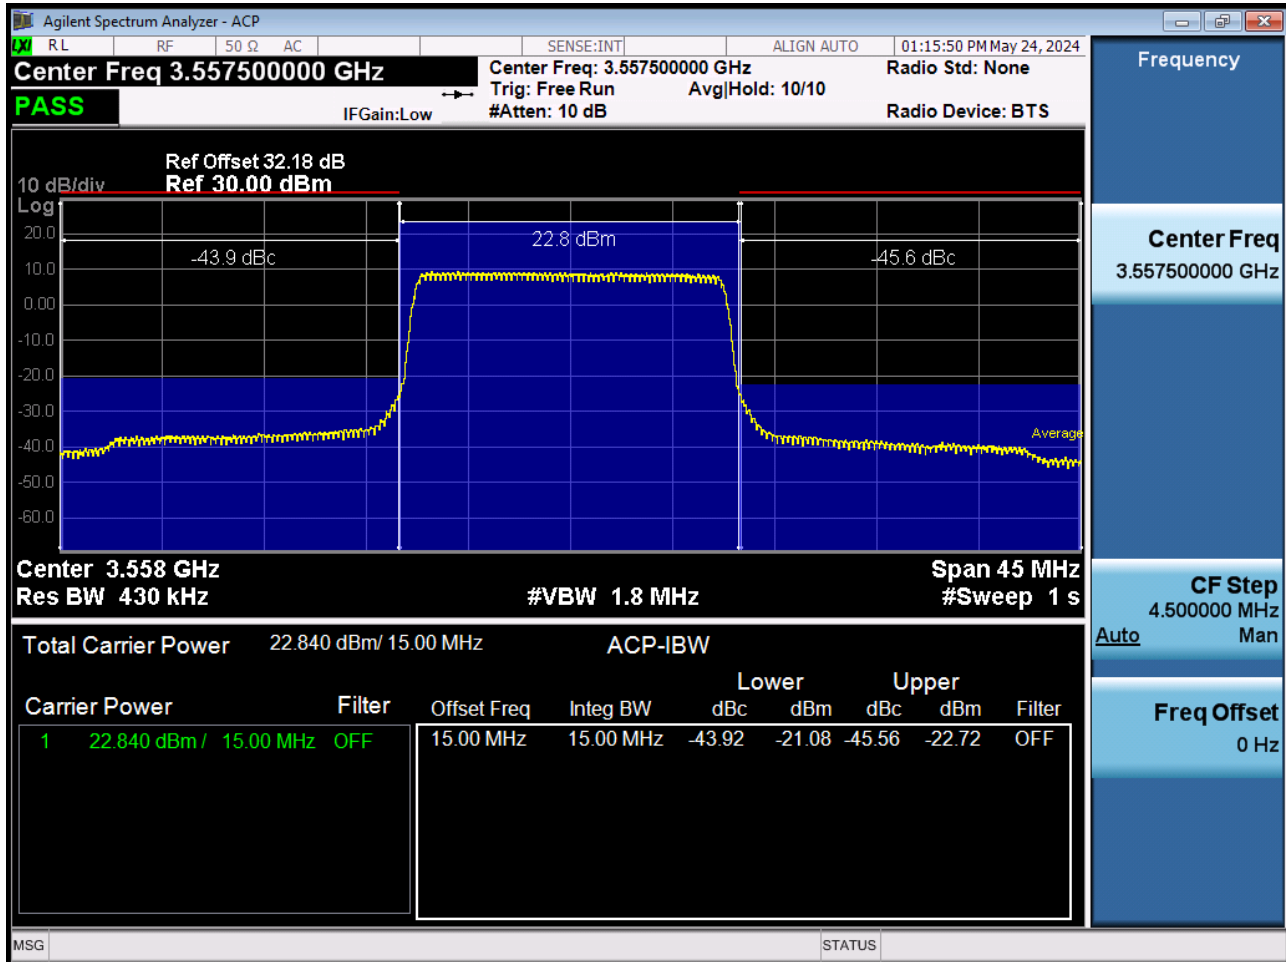 Agilent Spectrum Analyzer - ACP
LXI RL RF 50 Ω AC SENSE:INT ALIGN AUTO 01:15:50 PM May 24, 2024
Center Freq 3.557500000 GHz
PASS
IFGain:Low
Center Freq: 3.557500000 GHz
Trig: Free Run Avg|Hold: 10/10
#Atten: 10 dB
Radio Std: None
Radio Device: BTS
Ref Offset 32.18 dB
10 dB/div Ref 30.00 dBm
Log
20.0
10.0
0.00
-10.0
-20.0
-30.0
-40.0
-50.0
-60.0
-43.9 dBc
22.8 dBm
-45.6 dBc
Average
Center 3.558 GHz Span 45 MHz
Res BW 430 kHz #VBW 1.8 MHz #Sweep 1 s
Total Carrier Power 22.840 dBm/ 15.00 MHz ACP-IBW
Lower Upper
Carrier Power Filter Offset Freq Integ BW dBc dBm dBc dBm Filter
1 22.840 dBm / 15.00 MHz OFF 15.00 MHz 15.00 MHz -43.92 -21.08 -45.56 -22.72 OFF
MSG STATUS
Frequency
Center Freq
3.557500000 GHz
CF Step
4.500000 MHz
Auto Man
Freq Offset
0 Hz